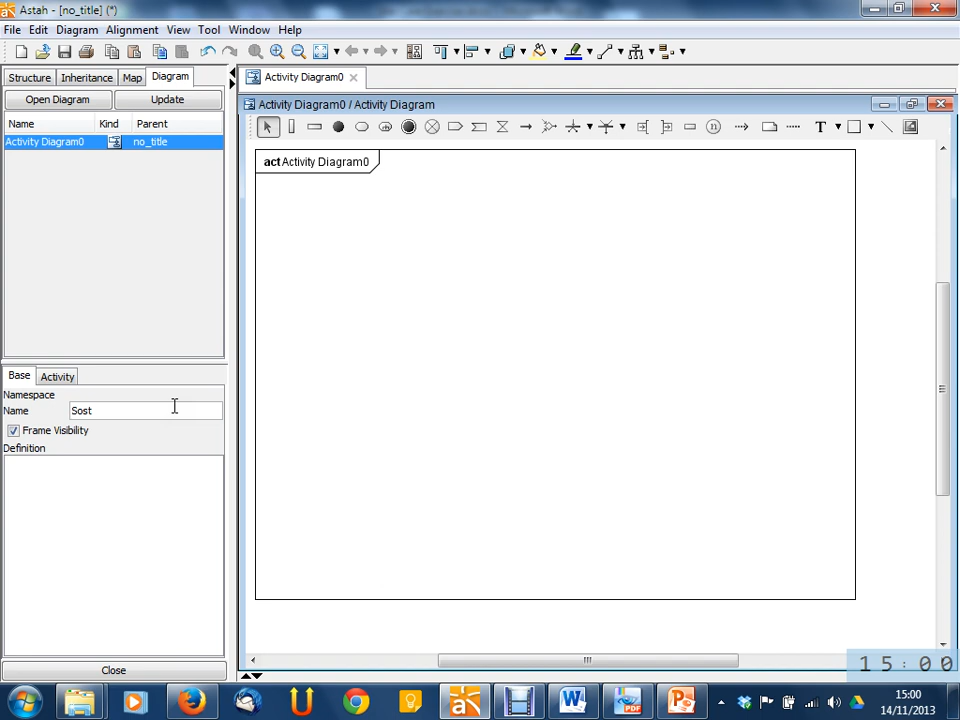 Astah - [no_title] (*)
File Edit Diagram Alignment View Tool Window Help
Structure Inheritance Map Diagram
Activity Diagram0
Open Diagram Update
Activity Diagram0 / Activity Diagram
Name Kind Parent
Activity Diagram0 no_title
T
act Activity Diagram0
Base Activity
Namespace
Name Sost
Frame Visibility
Definition
Close
15:00
15:00
14/11/2013